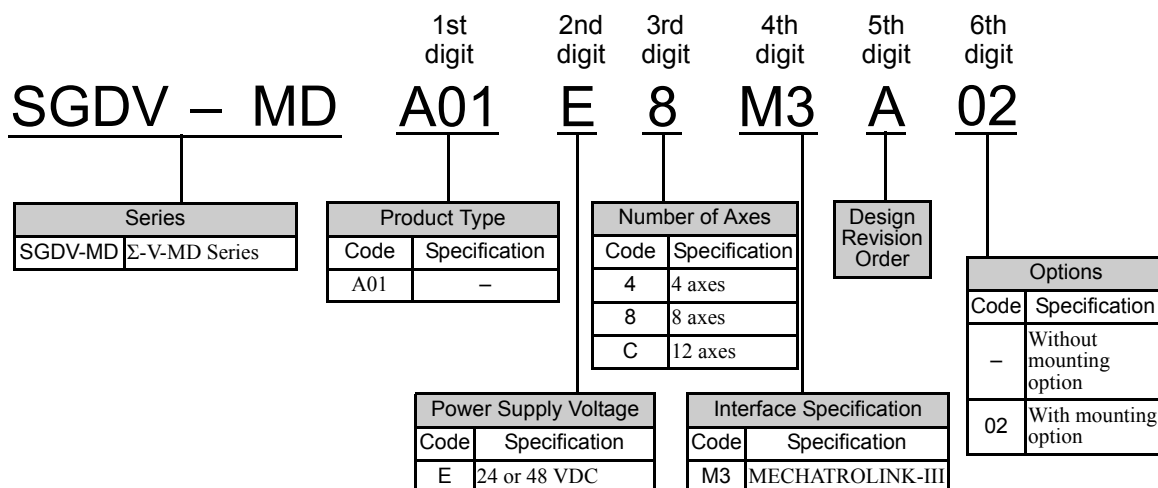 1st digit
2nd digit
3rd digit
4th digit
5th digit
6th digit
SGDV – MD A01 E 8 M3 A 02
Series
SGDV-MD Σ-V-MD Series
Product Type
Code Specification
A01 –
Number of Axes
Code Specification
4 4 axes
8 8 axes
C 12 axes
Design
Revision
Order
Options
Code Specification
– Without
mounting
option
02 With mounting
option
Power Supply Voltage
Code Specification
E 24 or 48 VDC
Interface Specification
Code Specification
M3 MECHATROLINK-III